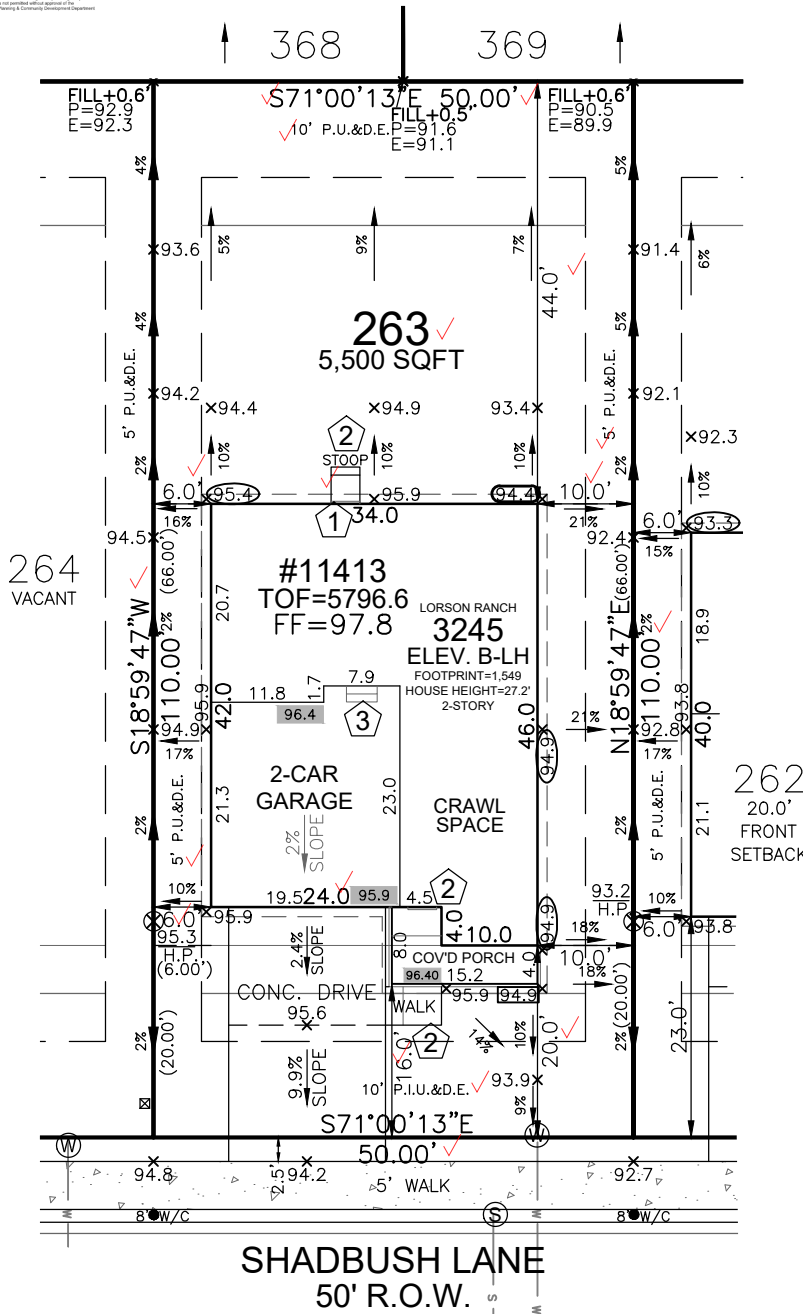 not permitted without approval of the
Planning & Community Development Department
368
369
FILL+0.6'
P=92.9
E=92.3
S71°00'13"E 50.00'
FILL+0.5'
10' P.U.&D.E.
P=91.6
E=91.1
FILL+0.6'
P=90.5
E=89.9
4%
5%
93.6
5%
9%
7%
91.4
6%
44.0'
263
5,500 SQFT
4%
5%
5' P.U.&D.E.
5' P.U.&D.E.
94.2
94.4
94.9
93.4
92.1
92.3
2
STOOP
2%
10%
10%
10%
2%
10%
6.0'
95.4
95.9
94.4
10.0'
6.0'
93.3
16%
1
34.0
21%
15%
94.5
(66.00')
92.4
(66.00')
264
VACANT
#11413
TOF=5796.6
FF=97.8
LORSON RANCH
3245
ELEV. B-LH
FOOTPRINT=1,549
HOUSE HEIGHT=27.2'
2-STORY
20.7
18.9
S18°59'47"W 110.00'
2%
N18°59'47"E 110.00'
2%
95.9
42.0
11.8
1.7
7.9
96.4
3
46.0
93.8
40.0
94.9
17%
94.9
21%
92.8
17%
2-CAR
GARAGE
21.3
23.0
CRAWL
SPACE
262
20.0'
FRONT
SETBACK
21.1
2%
SLOPE
2%
2%
5' P.U.&D.E.
5' P.U.&D.E.
10%
19.5
24.0
95.9
4.5
2
93.2
H.P.
10%
6.0'
95.9
4.0
10.0
94.9
18%
6.0'
93.8
95.3
H.P.
(6.00')
2.4%
SLOPE
8.0
COV'D PORCH
4.0
10.0'
18%
96.40
15.2
CONC. DRIVE
WALK
95.9
94.9
95.6
2
14%
10%
20.0'
2%
(20.00')
2%
(20.00')
23.0'
9.9%
SLOPE
16.0'
10' P.I.U.&D.E.
93.9
9%
S71°00'13"E
50.00'
W
W
94.8
2.5'
94.2
5' WALK
92.7
8' W/C
S
8' W/C
W
SHADBUSH LANE
50' R.O.W.
S
W